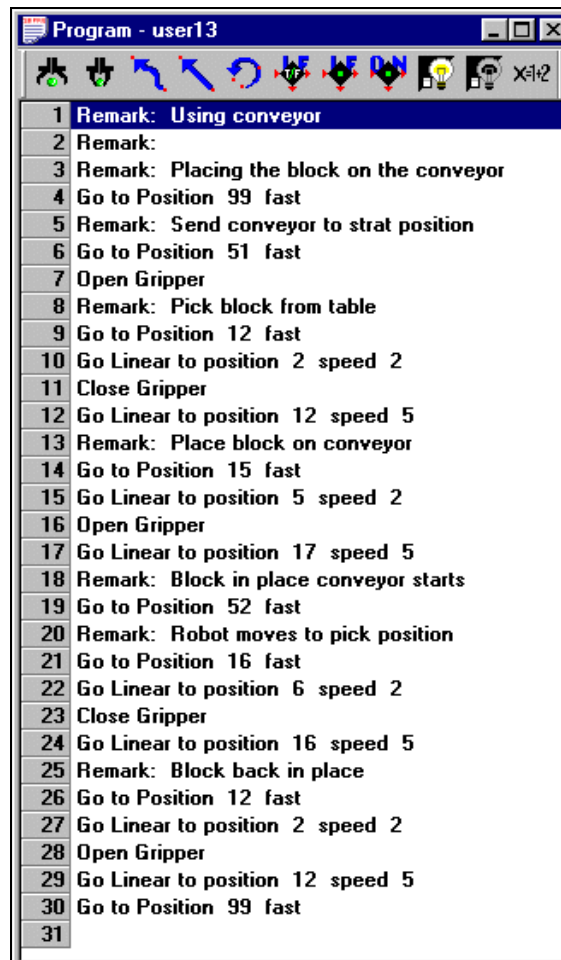 Program - user13
IF T/F IF D:N X=1+2
1 Remark: Using conveyor
2 Remark:
3 Remark: Placing the block on the conveyor
4 Go to Position 99 fast
5 Remark: Send conveyor to strat position
6 Go to Position 51 fast
7 Open Gripper
8 Remark: Pick block from table
9 Go to Position 12 fast
10 Go Linear to position 2 speed 2
11 Close Gripper
12 Go Linear to position 12 speed 5
13 Remark: Place block on conveyor
14 Go to Position 15 fast
15 Go Linear to position 5 speed 2
16 Open Gripper
17 Go Linear to position 17 speed 5
18 Remark: Block in place conveyor starts
19 Go to Position 52 fast
20 Remark: Robot moves to pick position
21 Go to Position 16 fast
22 Go Linear to position 6 speed 2
23 Close Gripper
24 Go Linear to position 16 speed 5
25 Remark: Block back in place
26 Go to Position 12 fast
27 Go Linear to position 2 speed 2
28 Open Gripper
29 Go Linear to position 12 speed 5
30 Go to Position 99 fast
31